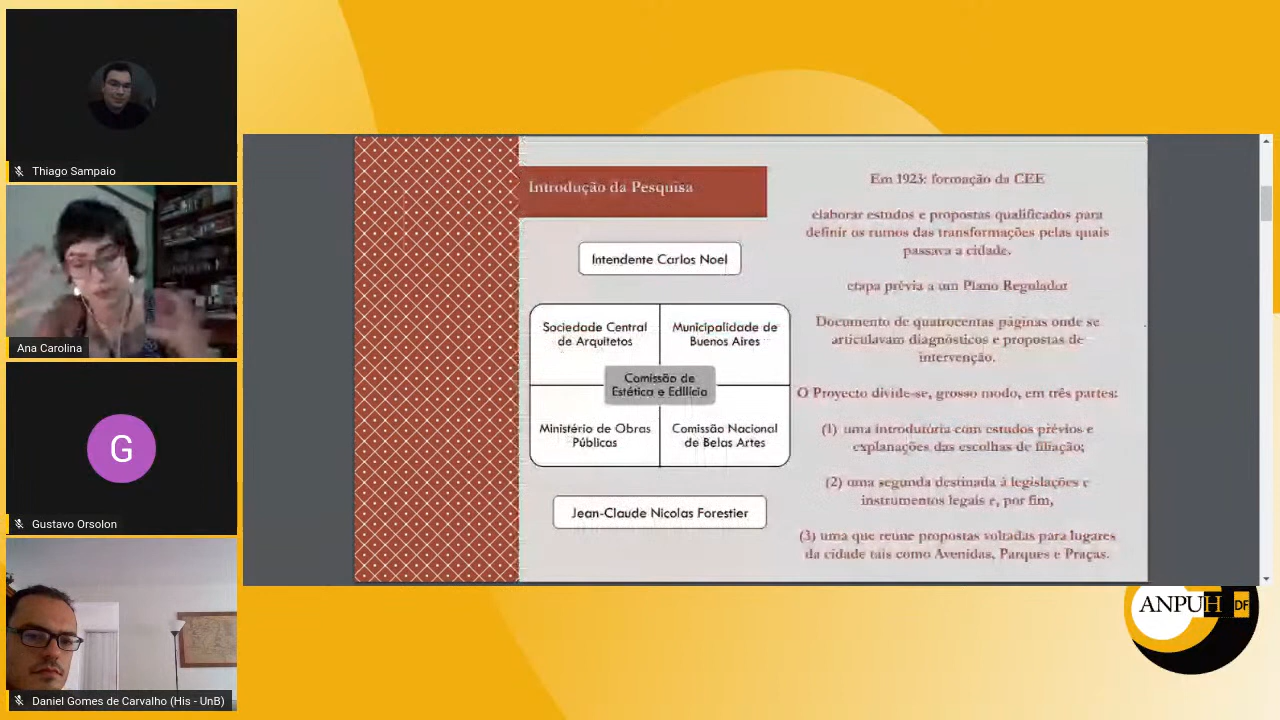 Thiago Sampaio
Ana Carolina
G
Gustavo Orsolon
Daniel Gomes de Carvalho (His - UnB)
Introdução da Pesquisa
Intendente Carlos Noel
Sociedade Central
de Arquitetos
Municipalidade de
Buenos Aires
Comissão de
Estética e Edilício
Ministério de Obras
Públicas
Comissão Nacional
de Belas Artes
Jean-Claude Nicolas Forestier
Em 1923: formação da CEE
elaborar estudos e propostas qualificados para
definir os rumos das transformações pelas quais
passava a cidade.
etapa prévia a um Plano Regulador
Documento de quatrocentas páginas onde se
articulavam diagnósticos e propostas de
intervenção.
O Proyecto divide-se, grosso modo, em três partes:
(1) uma introdutória com estudos prévios e
explanações das escolhas de filiação;
(2) uma segunda destinada à legislações e
instrumentos legais e, por fim,
(3) uma que reúne propostas voltadas para lugares
da cidade tais como Avenidas, Parques e Praças.
ANPUH DF